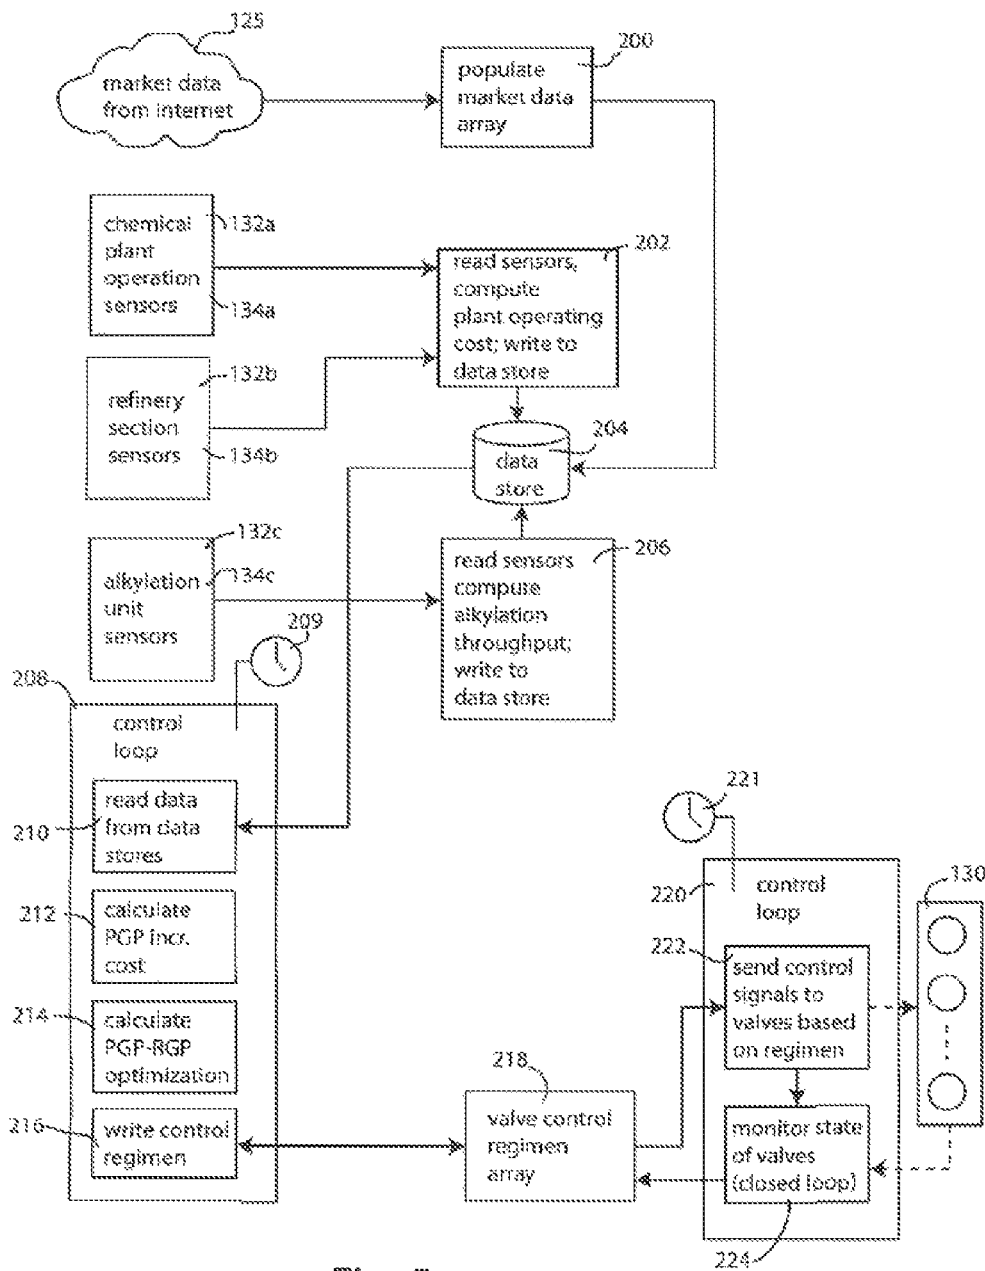 125
market data
from internet
200
populate
market data
array
chemical
plant
operation
sensors
132a
134a
202
read sensors,
compute
plant operating
cost; write to
data store
refinery
section
sensors
132b
134b
204
data
store
alkylation
unit
sensors
132c
134c
206
read sensors
compure
alkylation
throughput;
write to
data store
209
208
control
loop
210
read data
from data
stores
212
calculate
PGP incr.
cost
214
calculate
PGP-RGP
optimization
216
write control
regimen
218
valve control
regimen
array
221
220
control
loop
130
222
send control
signals to
valves based
on regimen
monitor state
of valves
(closed loop)
224